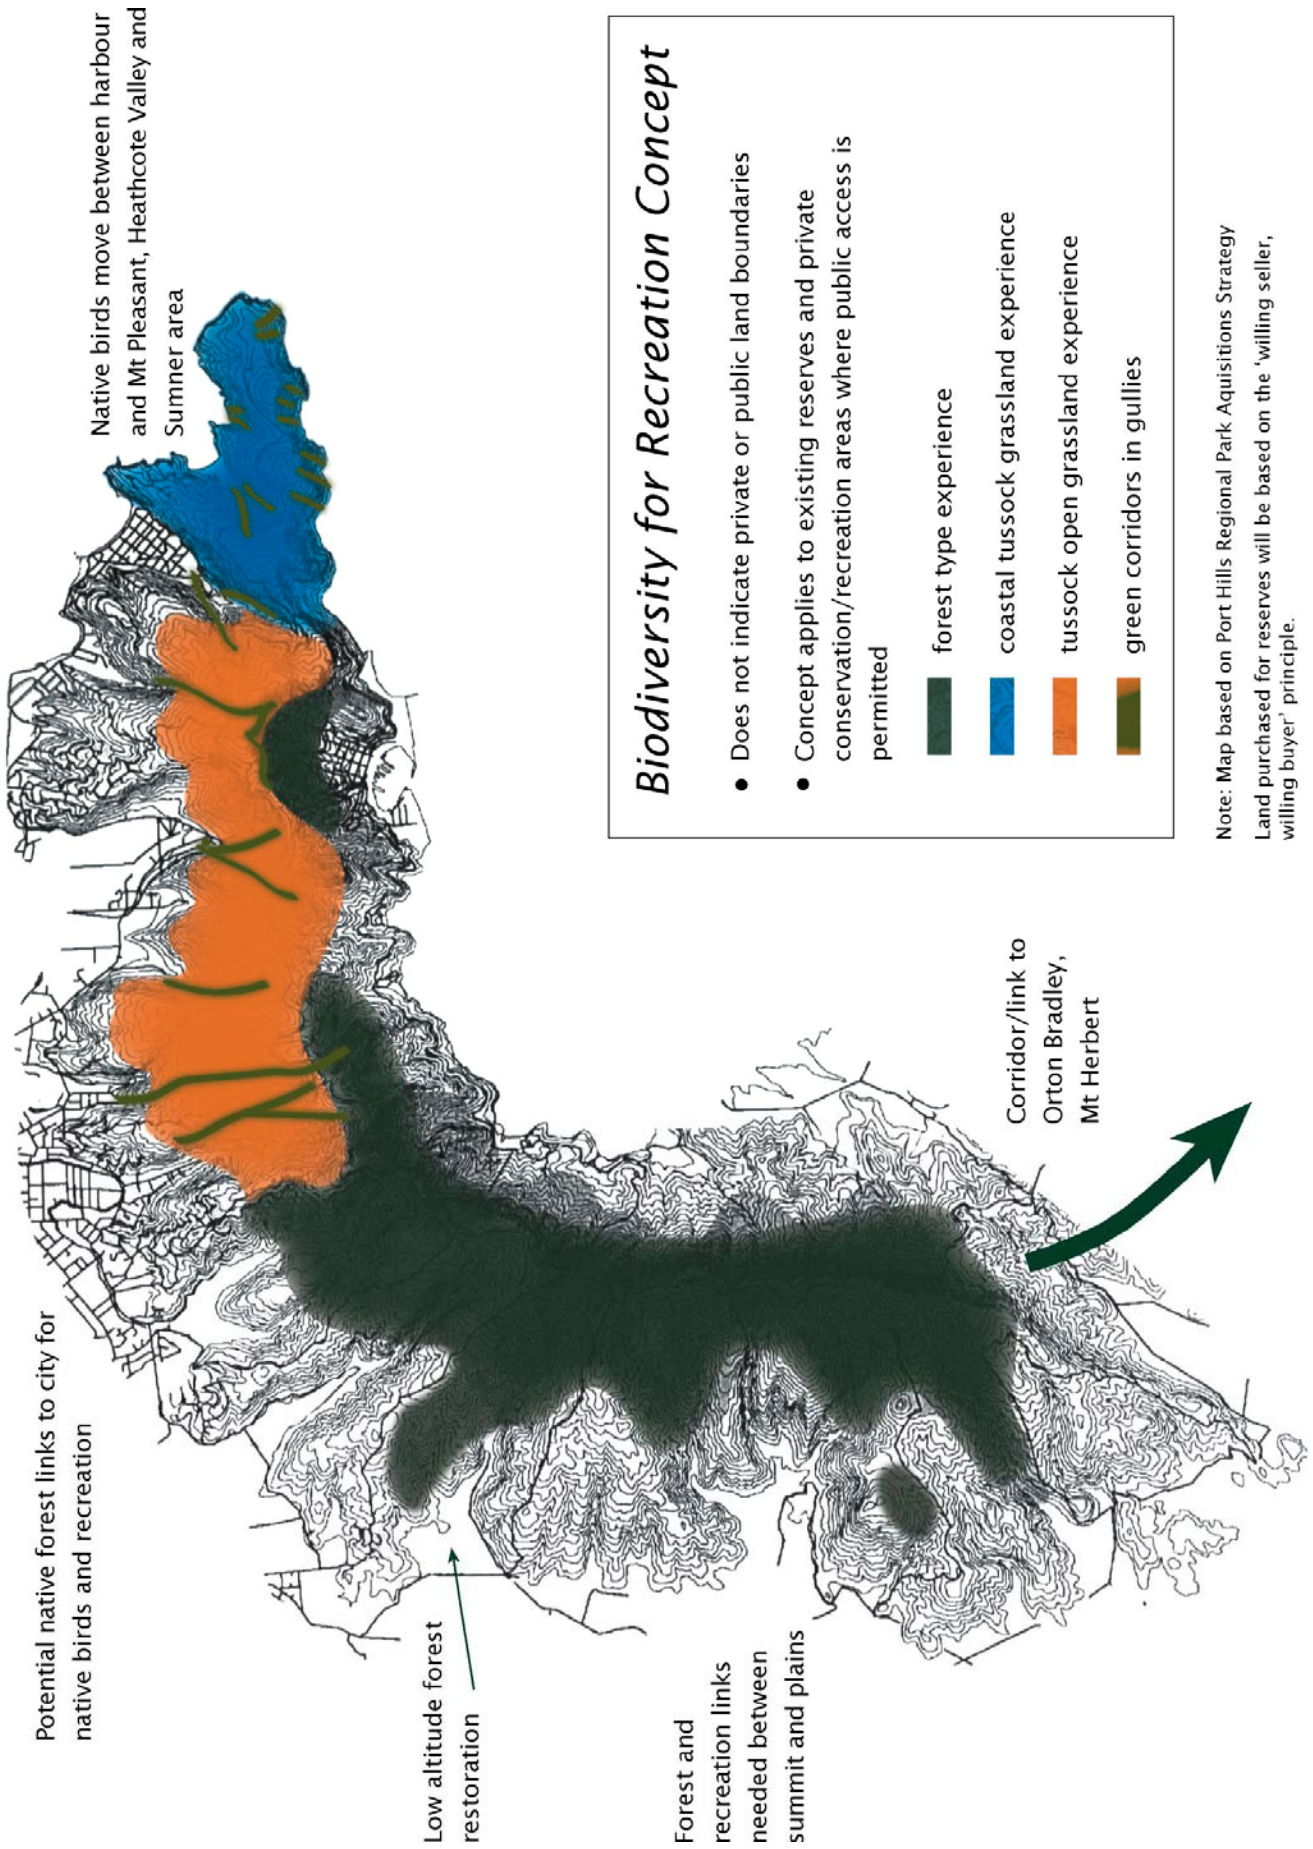 Potential native forest links to city for
native birds and recreation
Native birds move between harbour
and Mt Pleasant, Heathcote Valley and
Sumner area
Low altitude forest
restoration
Forest and
recreation links
needed between
summit and plains
Corridor/link to
Orton Bradley,
Mt Herbert
Biodiversity for Recreation Concept
• Does not indicate private or public land boundaries
• Concept applies to existing reserves and private
conservation/recreation areas where public access is
permitted
forest type experience
coastal tussock grassland experience
tussock open grassland experience
green corridors in gullies
Note: Map based on Port Hills Regional Park Aquisitions Strategy
Land purchased for reserves will be based on the 'willing seller,
willing buyer' principle.